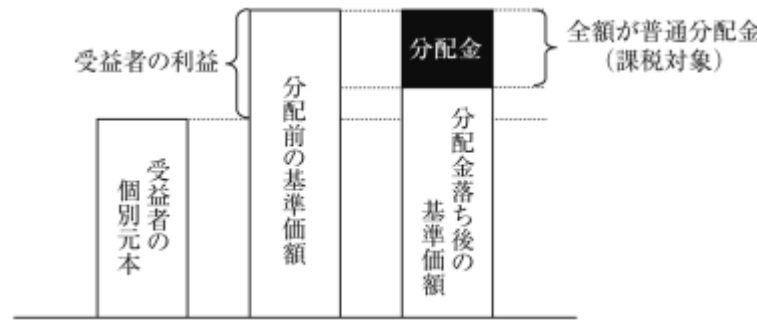 受益者の利益
分配金
全額が普通分配金
（課税対象）
受益者の
個別元本
分配前の基準価額
分配金落ち後の
基準価額